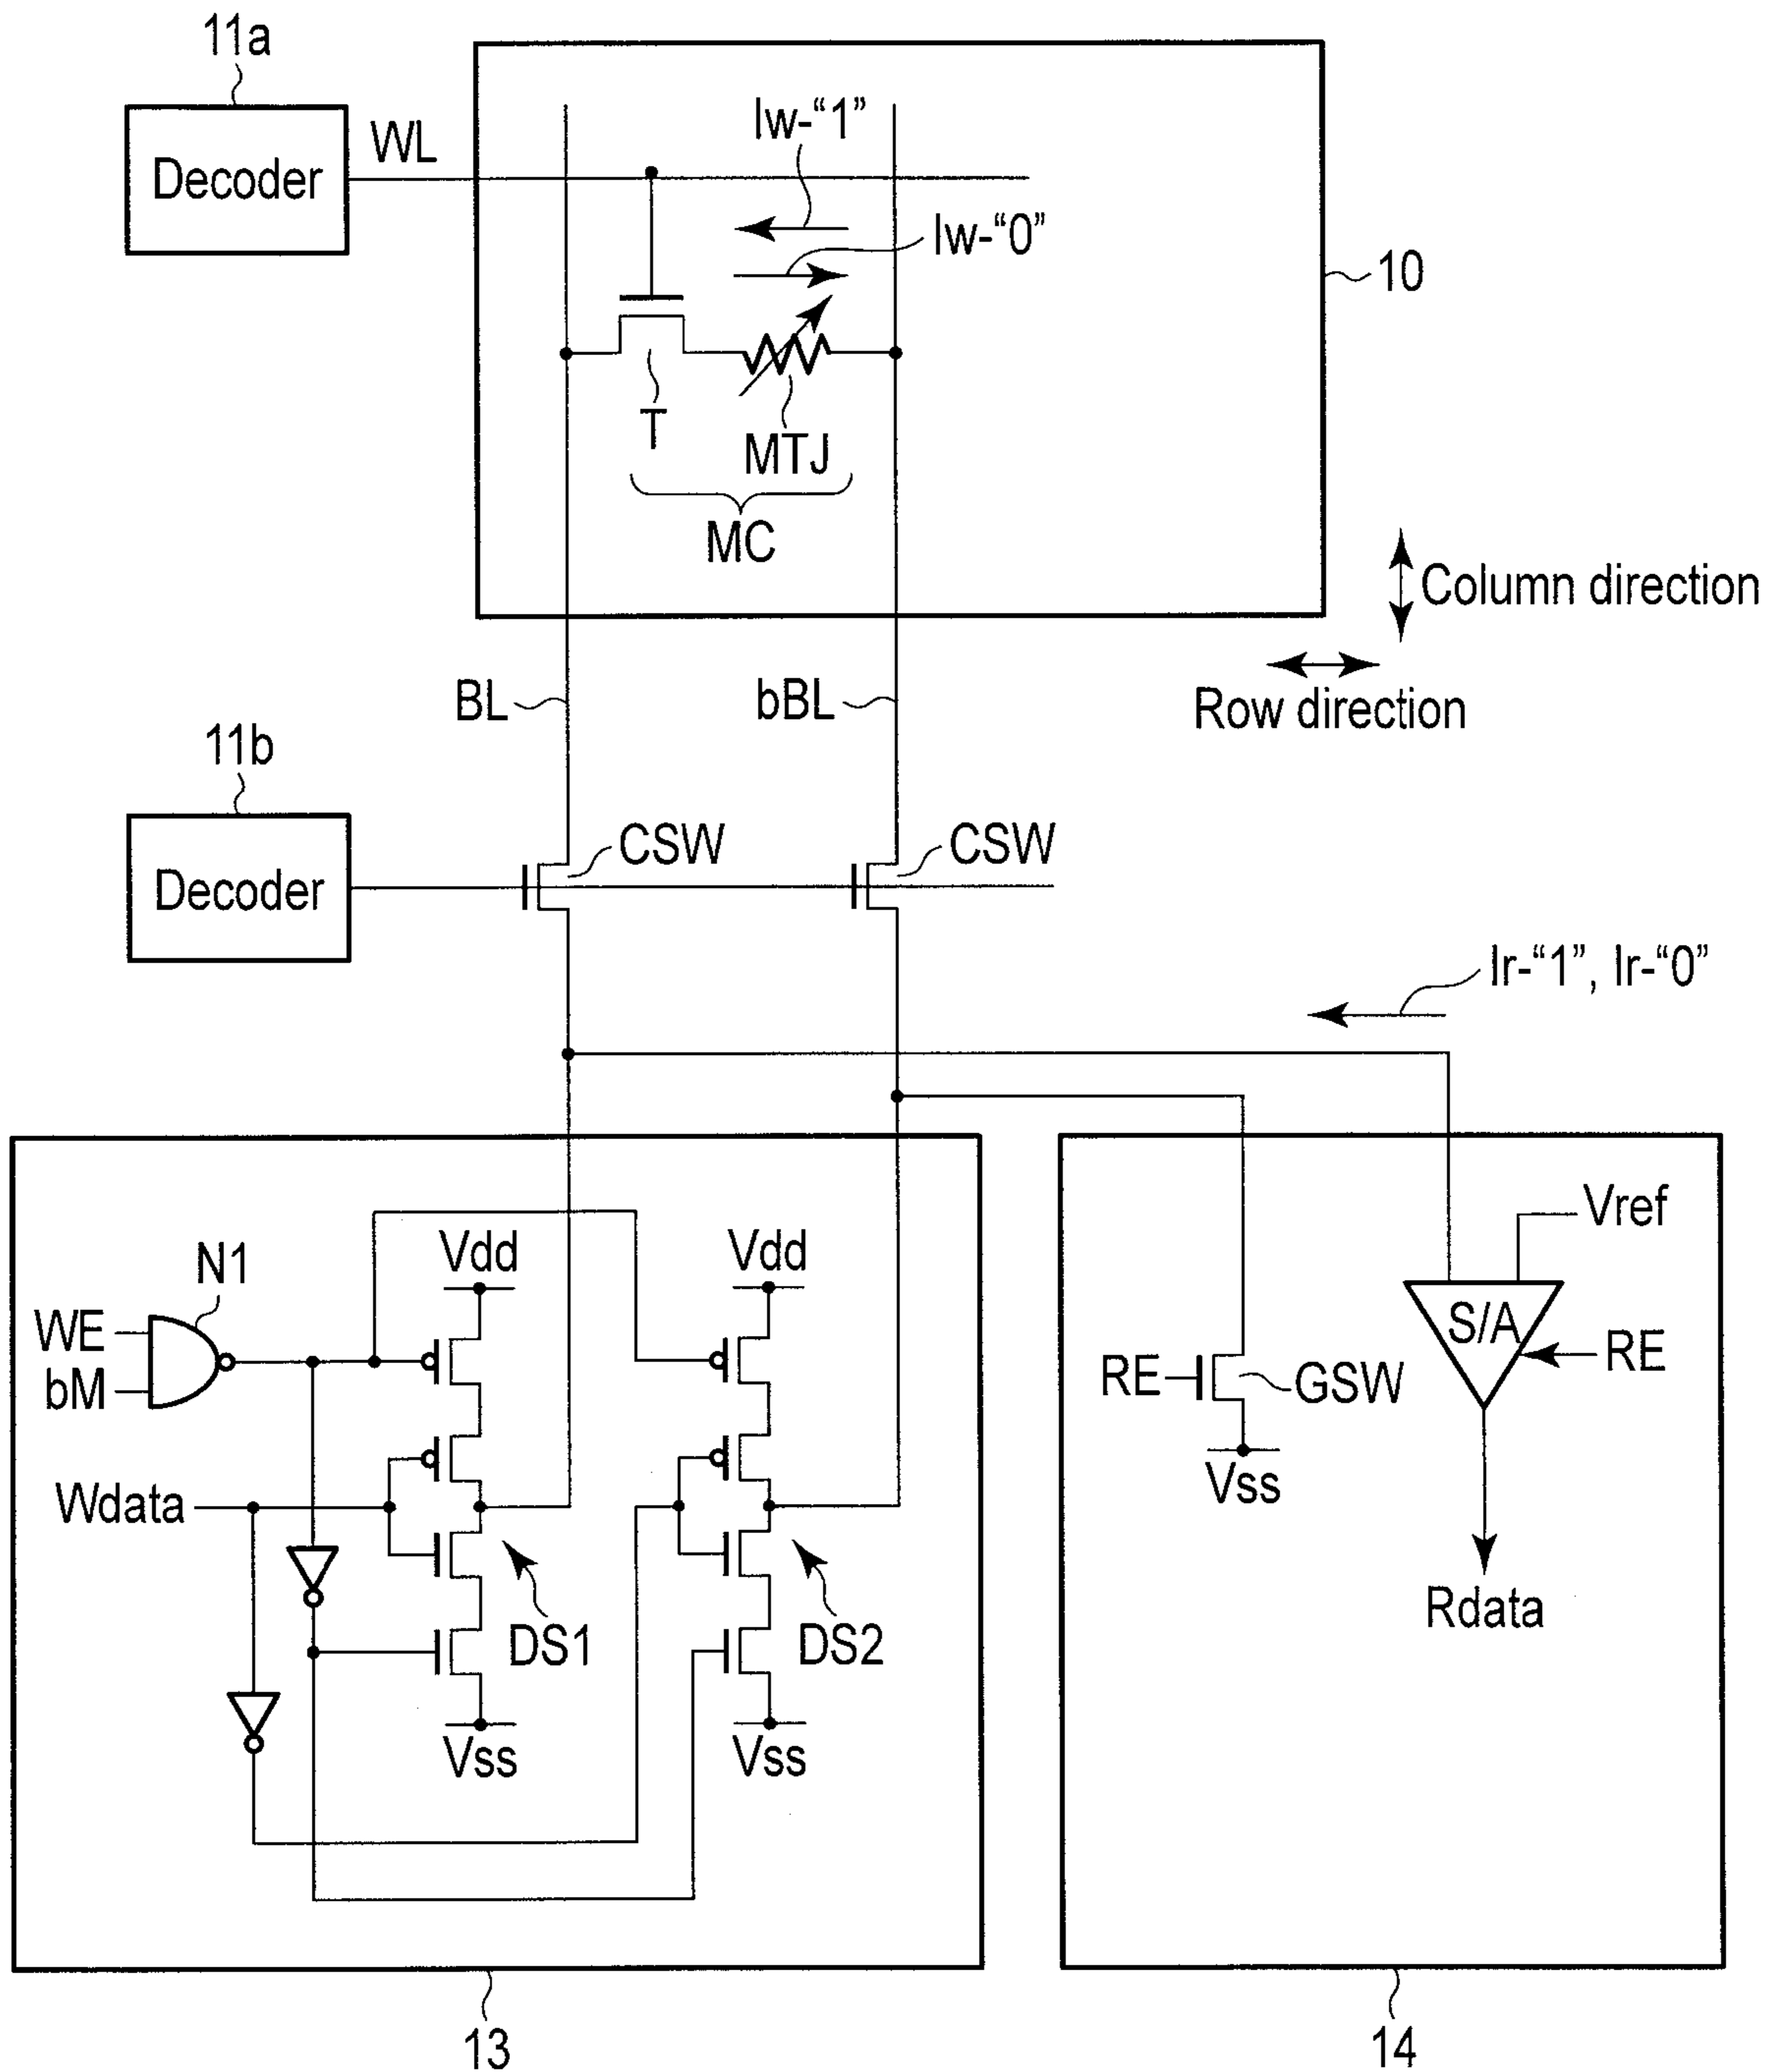 11a
Decoder
WL
Iw-“1”
Iw-“0”
10
T
MTJ
MC
Column direction
Row direction
BL
bBL
11b
Decoder
CSW
CSW
Ir-“1”, Ir-“0”
N1
WE
bM
Vdd
Vdd
Wdata
DS1
DS2
Vss
Vss
13
Vref
S/A
RE
RE
GSW
Vss
Rdata
14